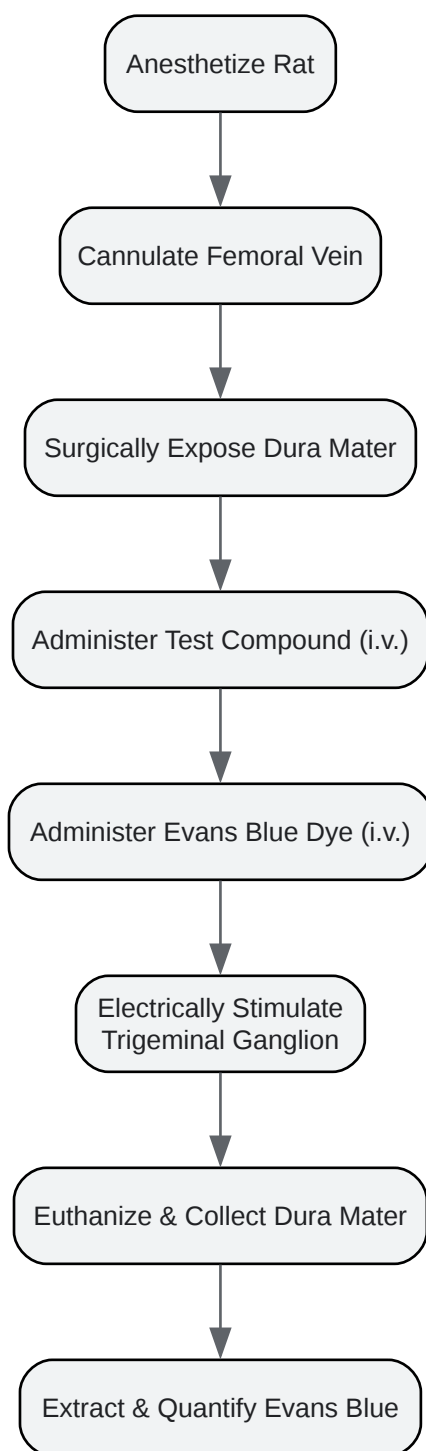 Anesthetize Rat
Cannulate Femoral Vein
Surgically Expose Dura Mater
Administer Test Compound (i.v.)
Administer Evans Blue Dye (i.v.)
Electrically Stimulate
Trigeminal Ganglion
Euthanize & Collect Dura Mater
Extract & Quantify Evans Blue